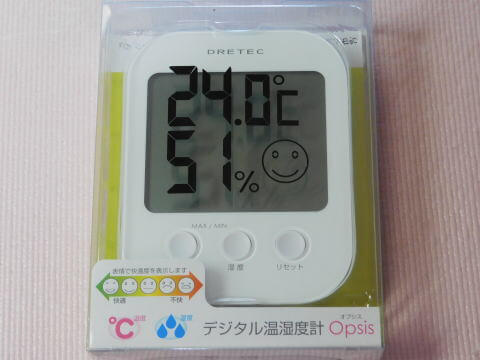 DRETEC
24.0℃
51%
MAX / MIN
湿度 リセット
表情で快適度を表示します
快適 不快
℃ 温度 湿度
オプシス
デジタル温湿度計 Opsis